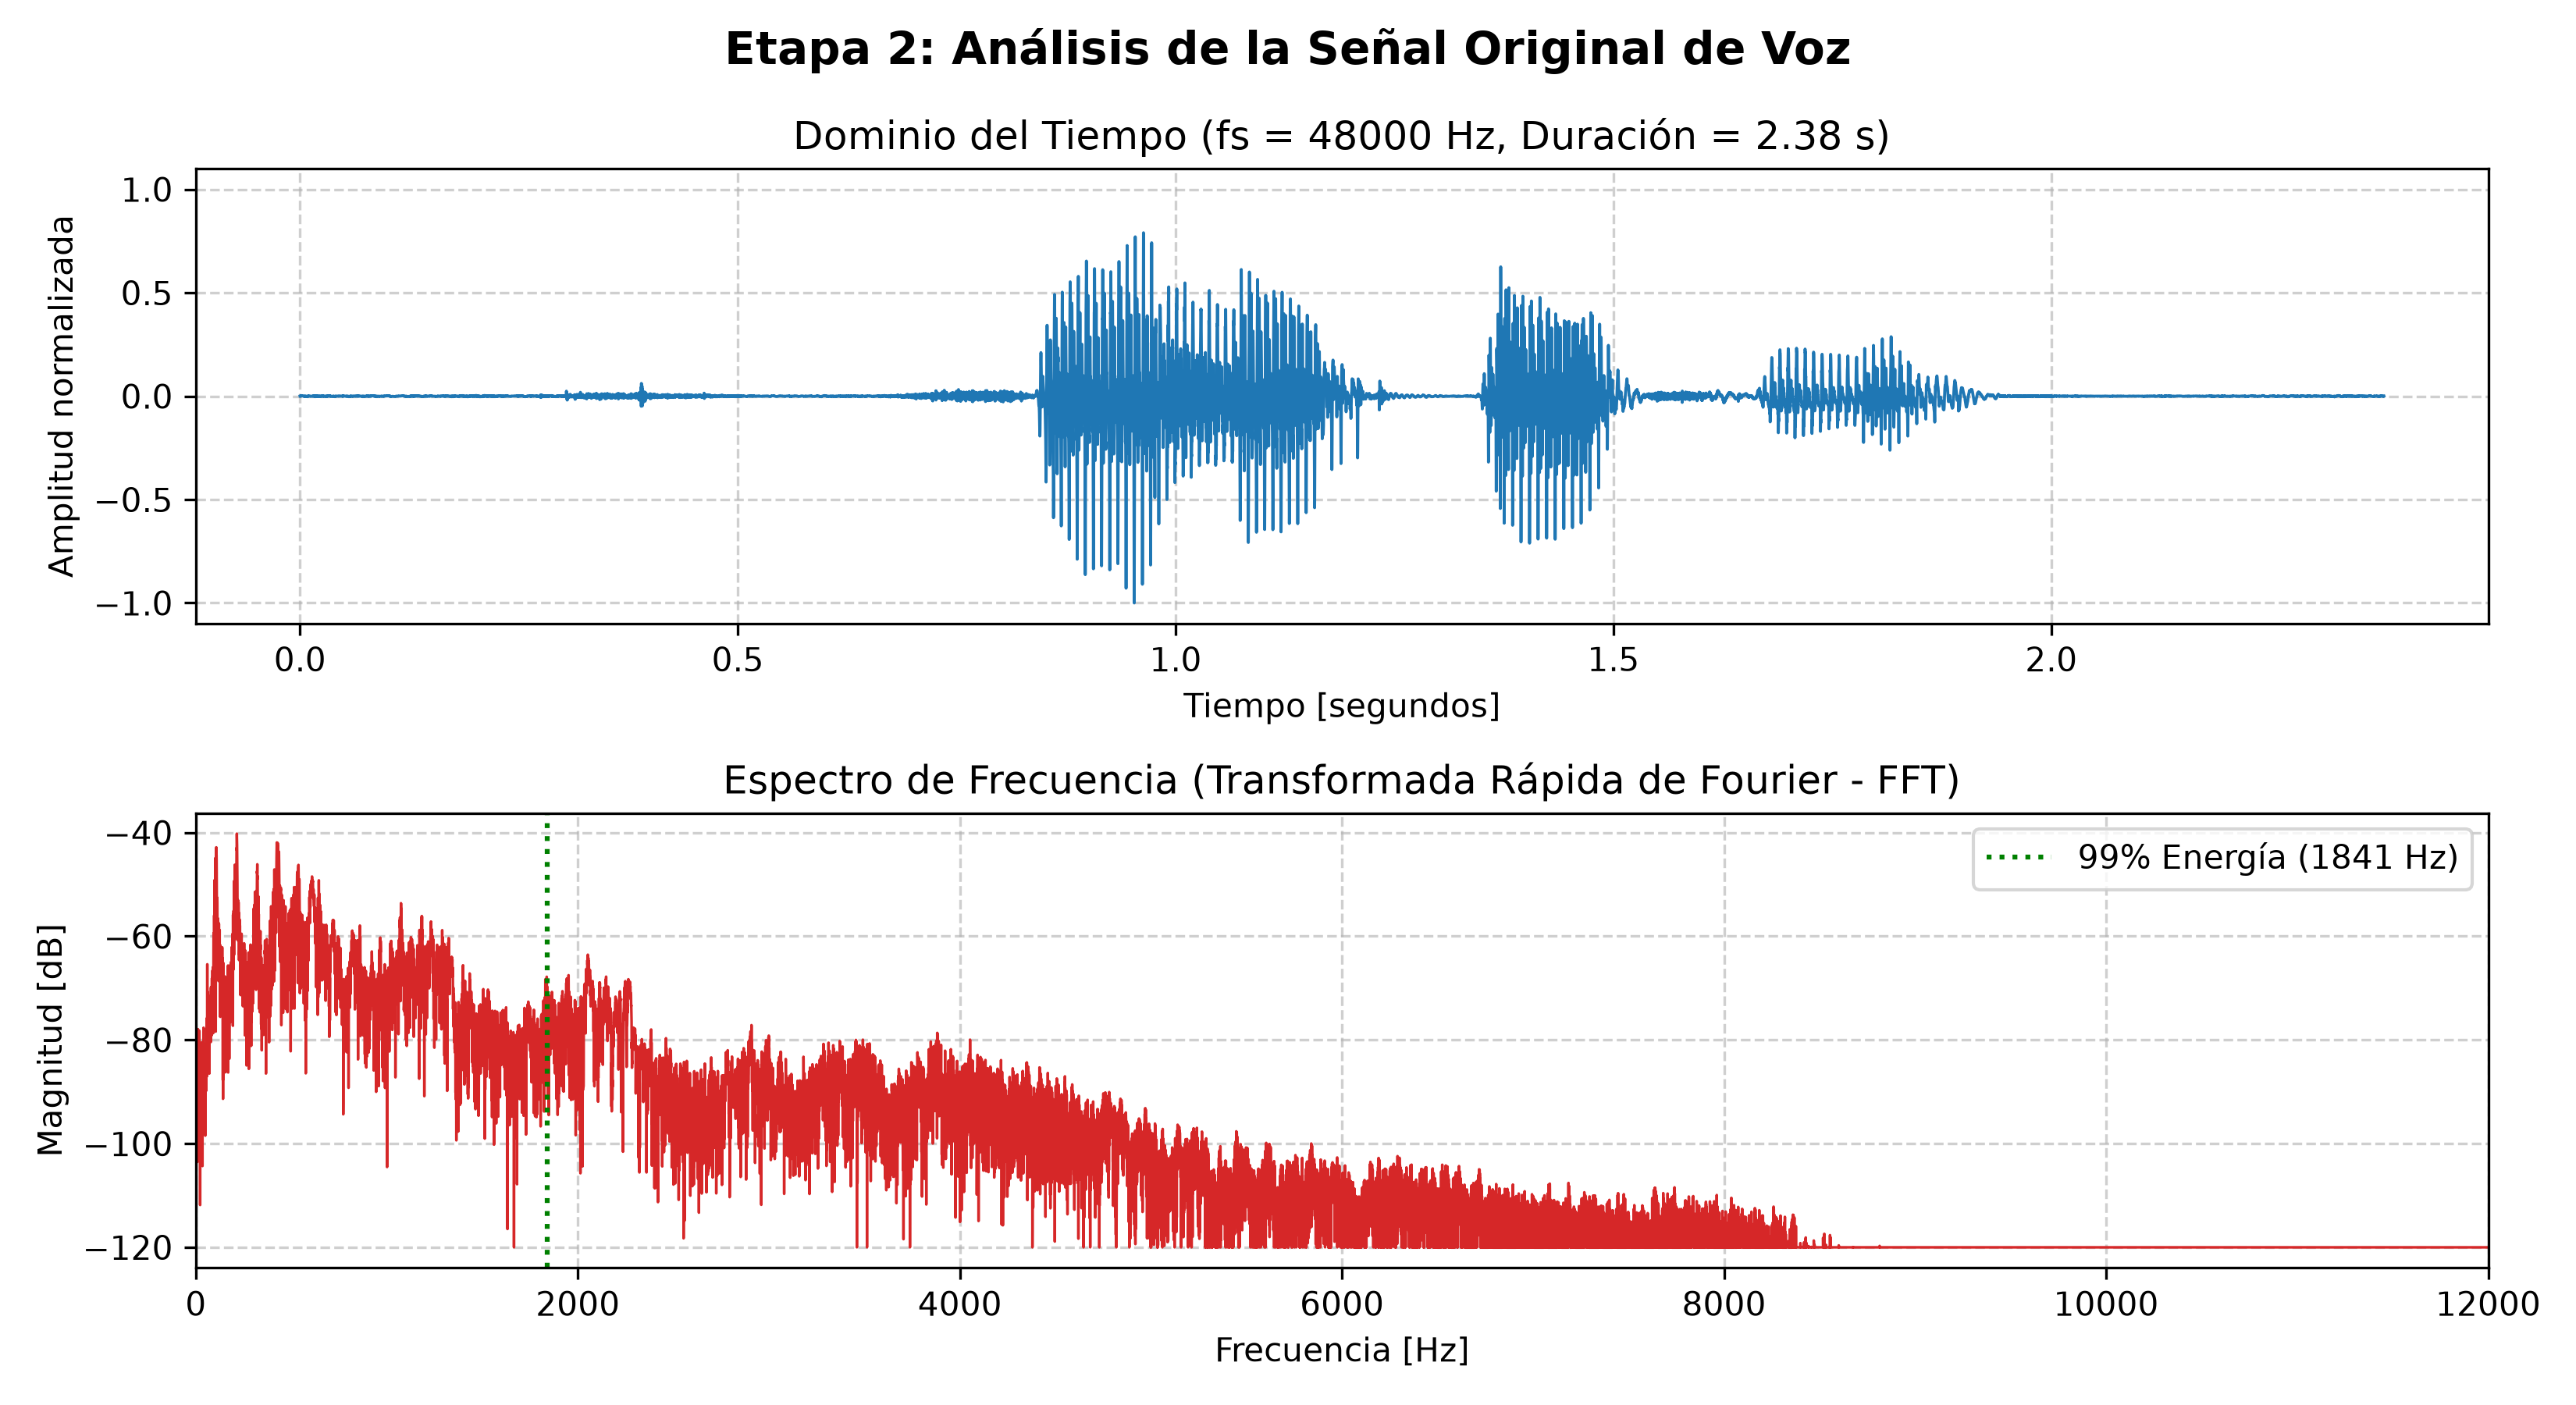 Etapa 2: Análisis de la Señal Original de Voz
Dominio del Tiempo (fs = 48000 Hz, Duración = 2.38 s)
Amplitud normalizada
1.0
0.5
0.0
−0.5
−1.0
0.0 0.5 1.0 1.5 2.0
Tiempo [segundos]
Espectro de Frecuencia (Transformada Rápida de Fourier - FFT)
Magnitud [dB]
−40
−60
−80
−100
−120
99% Energía (1841 Hz)
0 2000 4000 6000 8000 10000 12000
Frecuencia [Hz]